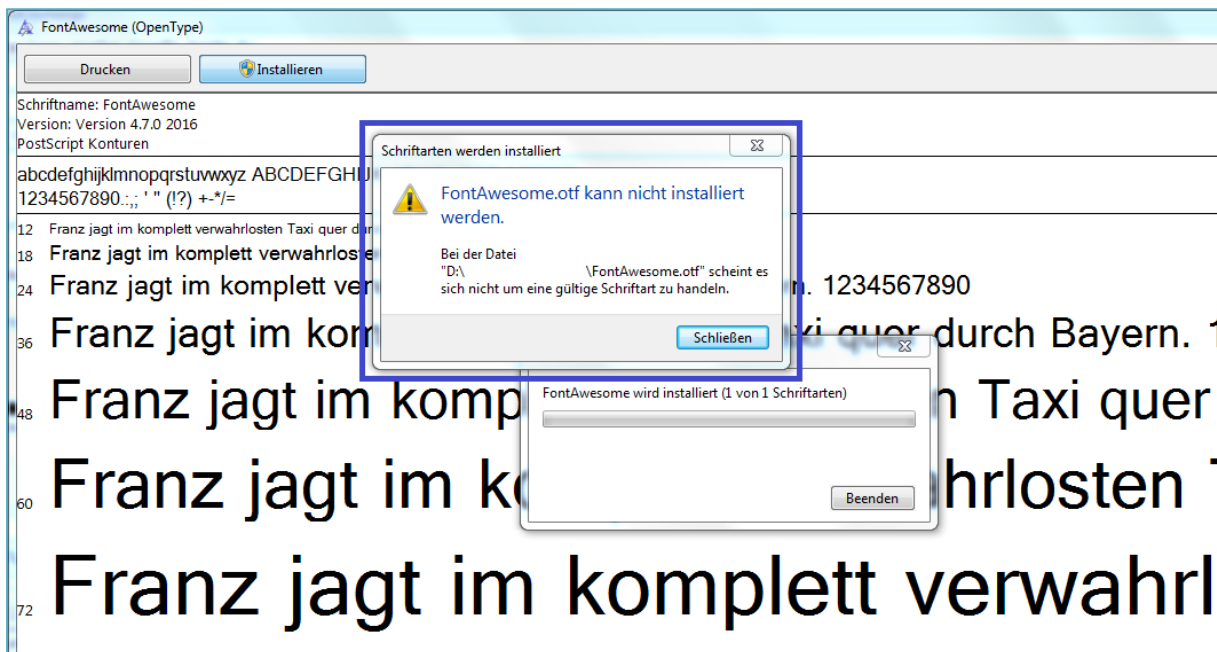 FontAwesome (OpenType)
Drucken
Installieren
Schriftname: FontAwesome
Version: Version 4.7.0 2016
PostScript Konturen
abcdefghijklmnopqrstuvwxyz ABCDEFGHIJ
1234567890.:,; ' " (!?) +-*/=
12 Franz jagt im komplett verwahrlosten Taxi quer dur
18 Franz jagt im komplett verwahrloste
24 Franz jagt im komplett ver n. 1234567890
36 Franz jagt im kom xi quer durch Bayern. 1
48 Franz jagt im komp n Taxi quer
60 Franz jagt im k hrlosten
72 Franz jagt im komplett verwahrl
Schriftarten werden installiert
FontAwesome.otf kann nicht installiert
werden.
Bei der Datei
"D:\ \FontAwesome.otf" scheint es
sich nicht um eine gültige Schriftart zu handeln.
Schließen
FontAwesome wird installiert (1 von 1 Schriftarten)
Beenden